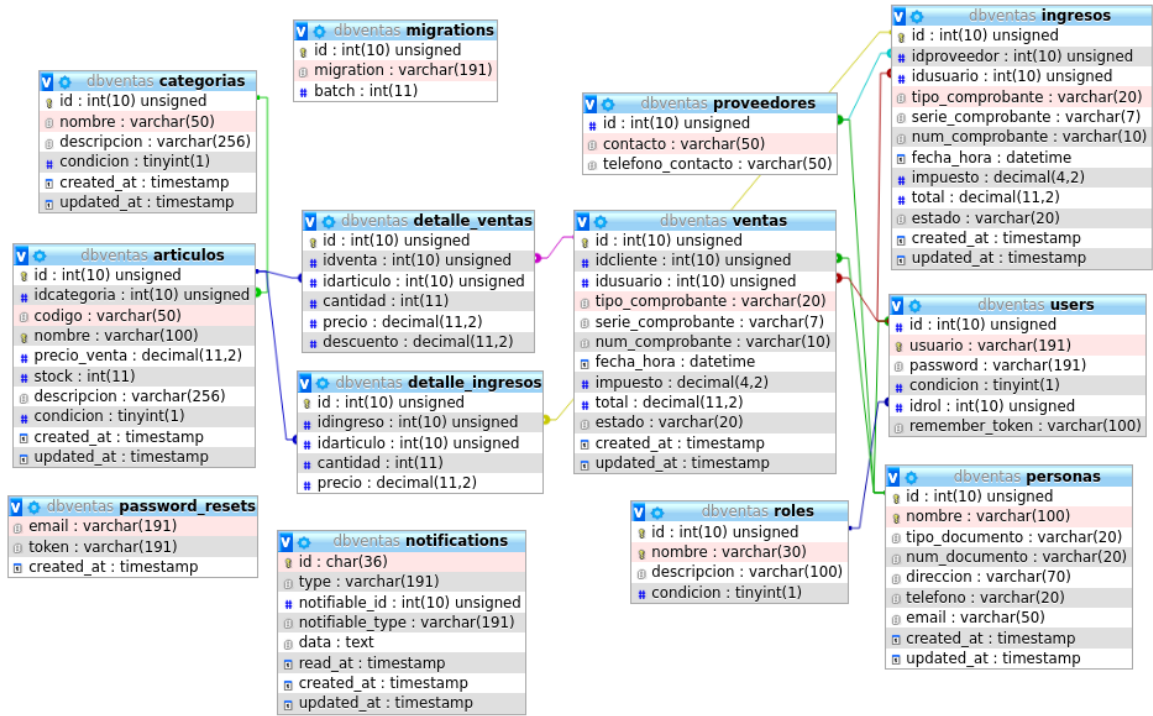 dbventas migrations
id : int(10) unsigned
migration : varchar(191)
batch : int(11)
dbventas categorias
id : int(10) unsigned
nombre : varchar(50)
descripcion : varchar(256)
condicion : tinyint(1)
created_at : timestamp
updated_at : timestamp
dbventas articulos
id : int(10) unsigned
idcategoria : int(10) unsigned
codigo : varchar(50)
nombre : varchar(100)
precio_venta : decimal(11,2)
stock : int(11)
descripcion : varchar(256)
condicion : tinyint(1)
created_at : timestamp
updated_at : timestamp
dbventas password_resets
email : varchar(191)
token : varchar(191)
created_at : timestamp
dbventas detalle_ventas
id : int(10) unsigned
idventa : int(10) unsigned
idarticulo : int(10) unsigned
cantidad : int(11)
precio : decimal(11,2)
descuento : decimal(11,2)
dbventas detalle_ingresos
id : int(10) unsigned
idingreso : int(10) unsigned
idarticulo : int(10) unsigned
cantidad : int(11)
precio : decimal(11,2)
dbventas notifications
id : char(36)
type : varchar(191)
notifiable_id : int(10) unsigned
notifiable_type : varchar(191)
data : text
read_at : timestamp
created_at : timestamp
updated_at : timestamp
dbventas proveedores
id : int(10) unsigned
contacto : varchar(50)
telefono_contacto : varchar(50)
dbventas ventas
id : int(10) unsigned
idcliente : int(10) unsigned
idusuario : int(10) unsigned
tipo_comprobante : varchar(20)
serie_comprobante : varchar(7)
num_comprobante : varchar(10)
fecha_hora : datetime
impuesto : decimal(4,2)
total : decimal(11,2)
estado : varchar(20)
created_at : timestamp
updated_at : timestamp
dbventas roles
id : int(10) unsigned
nombre : varchar(30)
descripcion : varchar(100)
condicion : tinyint(1)
dbventas ingresos
id : int(10) unsigned
idproveedor : int(10) unsigned
idusuario : int(10) unsigned
tipo_comprobante : varchar(20)
serie_comprobante : varchar(7)
num_comprobante : varchar(10)
fecha_hora : datetime
impuesto : decimal(4,2)
total : decimal(11,2)
estado : varchar(20)
created_at : timestamp
updated_at : timestamp
dbventas users
id : int(10) unsigned
usuario : varchar(191)
password : varchar(191)
condicion : tinyint(1)
idrol : int(10) unsigned
remember_token : varchar(100)
dbventas personas
id : int(10) unsigned
nombre : varchar(100)
tipo_documento : varchar(20)
num_documento : varchar(20)
direccion : varchar(70)
telefono : varchar(20)
email : varchar(50)
created_at : timestamp
updated_at : timestamp